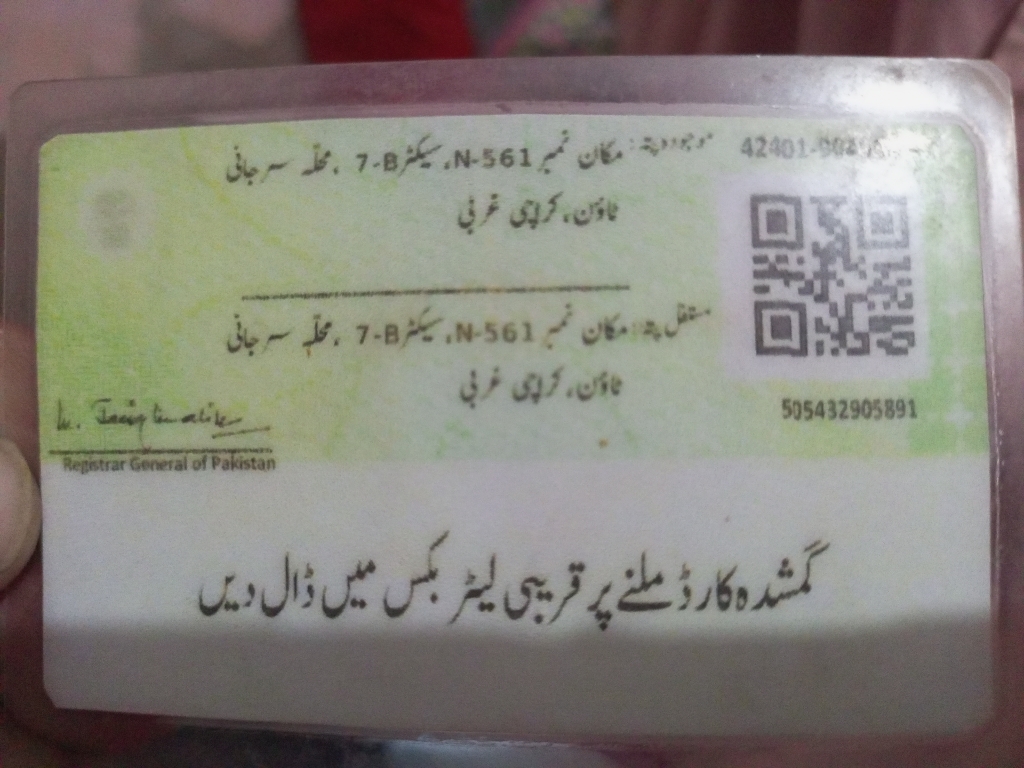 42401-
موجودہ پتہ: مکان نمبر N-561، سیکٹر 7-B، محلّہ سرجانی
ٹاؤن، کراچی غربی
مستقل پتہ: مکان نمبر N-561، سیکٹر 7-B، محلّہ سرجانی
ٹاؤن، کراچی غربی
505432905891
Registrar General of Pakistan
گمشدہ کارڈ ملنے پر قریبی لیٹر بکس میں ڈال دیں